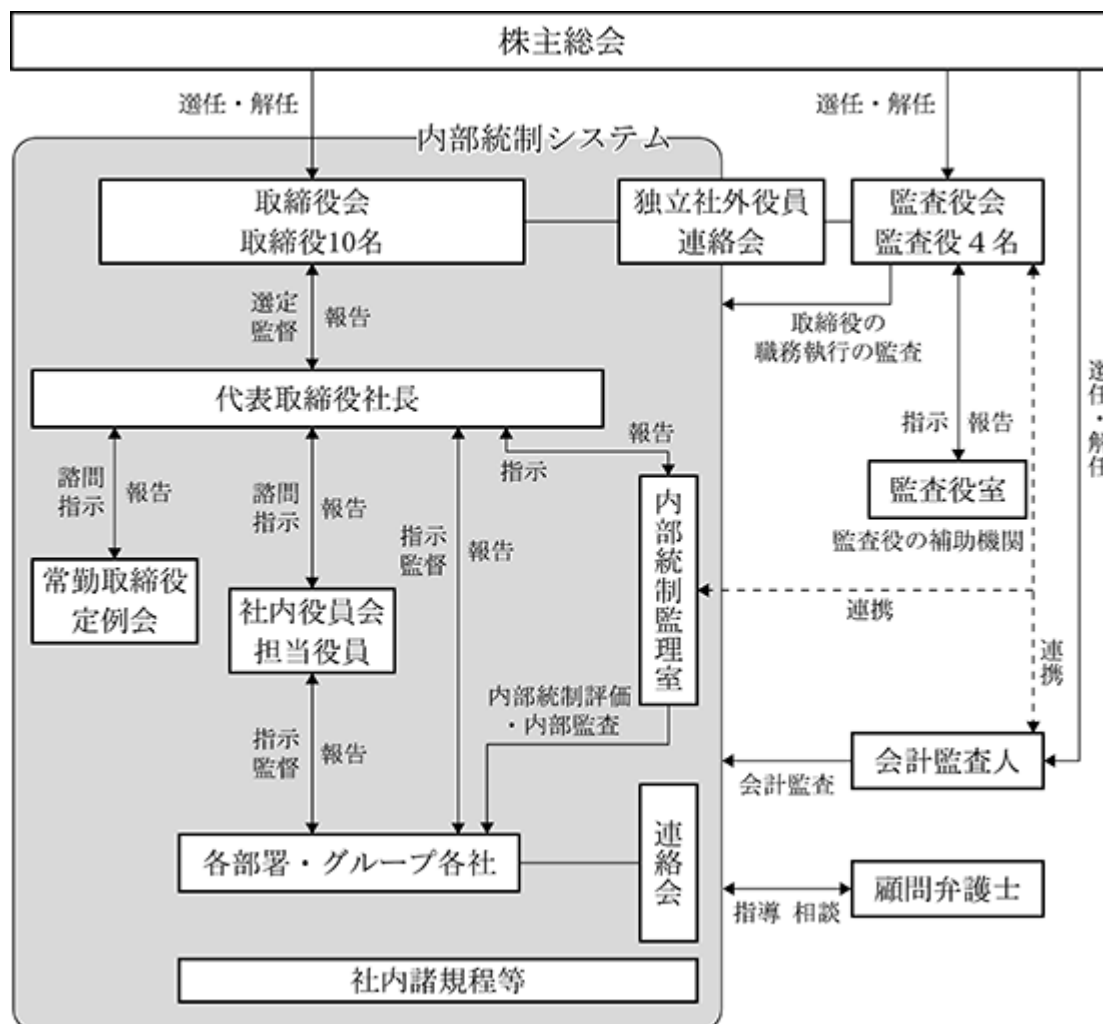 株主総会
選任・解任
選任・解任
内部統制システム
取締役会
取締役10名
独立社外役員
連絡会
監査役会
監査役４名
選定
監督
報告
取締役の
職務執行の監査
選任・解任
代表取締役社長
指示
報告
報告
指示
諮問
指示
報告
諮問
指示
報告
指示
監督
報告
内部統制監理室
監査役室
監査役の補助機関
常勤取締役
定例会
社内役員会
担当役員
連携
連携
内部統制評価
・内部監査
指示
監督
報告
会計監査人
会計監査
各部署・グループ各社
連絡会
顧問弁護士
指導 相談
社内諸規程等